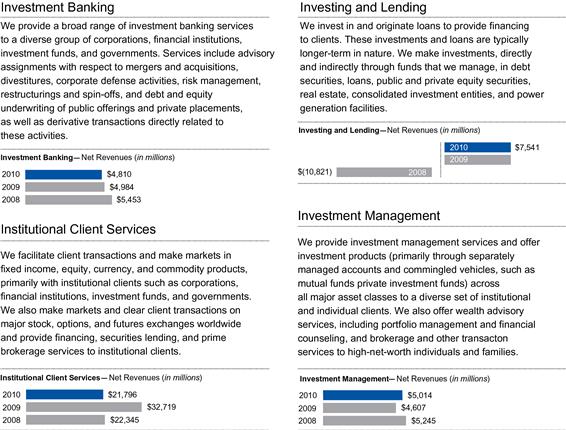 Investment Banking
We provide a broad range of investment banking services
to a diverse group of corporations, financial institutions,
investment funds, and governments. Services include advisory
assignments with respect to mergers and acquisitions,
divestitures, corporate defense activities, risk management,
restructurings and spin-offs, and debt and equity
underwriting of public offerings and private placements,
as well as derivative transactions directly related to
these activities.
Investment Banking—Net Revenues (in millions)
2010 $4,810
2009 $4,984
2008 $5,453
Institutional Client Services
We facilitate client transactions and make markets in
fixed income, equity, currency, and commodity products,
primarily with institutional clients such as corporations,
financial institutions, investment funds, and governments.
We also make markets and clear client transactions on
major stock, options, and futures exchanges worldwide
and provide financing, securities lending, and prime
brokerage services to institutional clients.
Institutional Client Services—Net Revenues (in millions)
2010 $21,796
2009 $32,719
2008 $22,345
Investing and Lending
We invest in and originate loans to provide financing
to clients. These investments and loans are typically
longer-term in nature. We make investments, directly
and indirectly through funds that we manage, in debt
securities, loans, public and private equity securities,
real estate, consolidated investment entities, and power
generation facilities.
Investing and Lending—Net Revenues (in millions)
2010 $7,541
2009
$(10,821) 2008
Investment Management
We provide investment management services and offer
investment products (primarily through separately
managed accounts and commingled vehicles, such as
mutual funds private investment funds) across
all major asset classes to a diverse set of institutional
and individual clients. We also offer wealth advisory
services, including portfolio management and financial
counseling, and brokerage and other transacton
services to high-net-worth individuals and families.
Investment Management—Net Revenues (in millions)
2010 $5,014
2009 $4,607
2008 $5,245